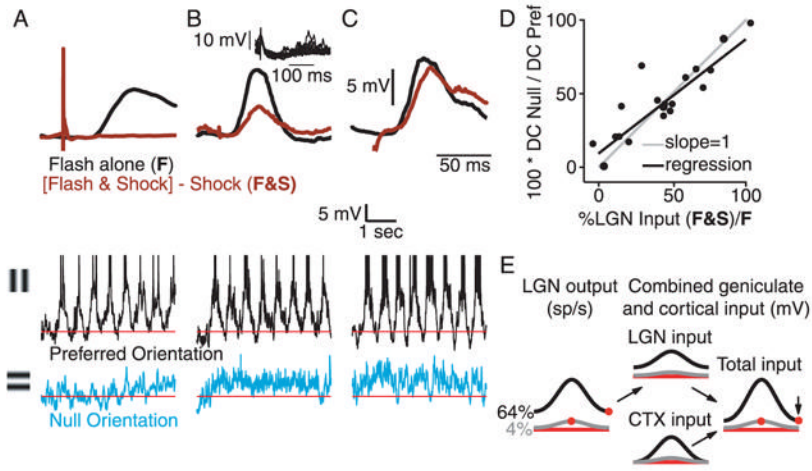 A
B
10 mV
100 ms
C
5 mV
50 ms
Flash alone (F)
[Flash & Shock] - Shock (F&S)
5 mV
1 sec
Preferred Orientation
Null Orientation
D
100 * DC Null / DC Pref
100
50
0
slope=1
regression
0
50
100
%LGN Input (F&S)/F
E
LGN output
(sp/s)
Combined geniculate
and cortical input (mV)
LGN input
Total input
64%
4%
CTX input